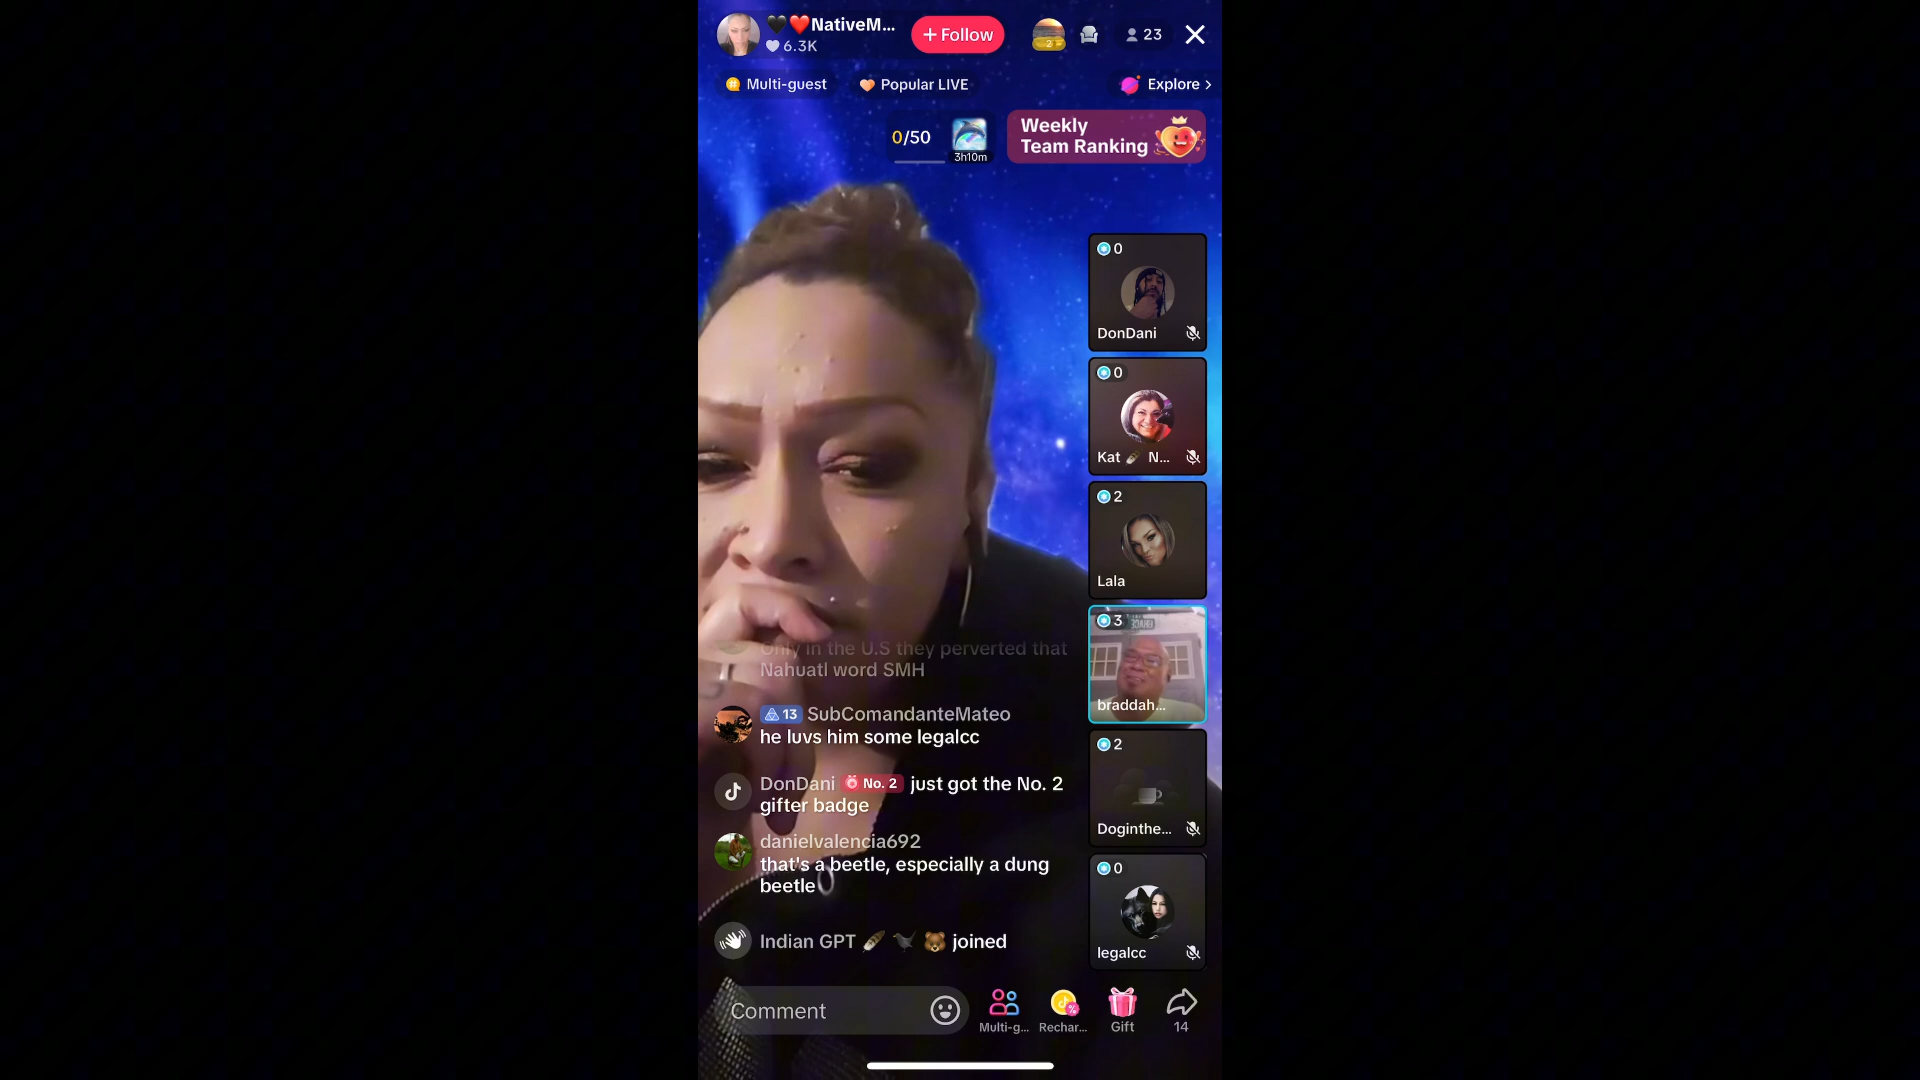 🖤❤️NativeM...
6.3K
+ Follow
2
23
Multi-guest
Popular LIVE
Explore >
0/50
3h10m
Weekly
Team Ranking
0
DonDani
0
Kat 🪶 N...
2
Lala
3
braddah...
2
Doginthe...
0
legalcc
Only in the U.S they perverted that
Nahuatl word SMH
13 SubComandanteMateo
he luvs him some legalcc
DonDani No. 2 just got the No. 2
gifter badge
danielvalencia692
that's a beetle, especially a dung
beetle
Indian GPT 🪶 🐦‍⬛ 🐻 joined
Comment
Multi-g...
Rechar...
Gift
14